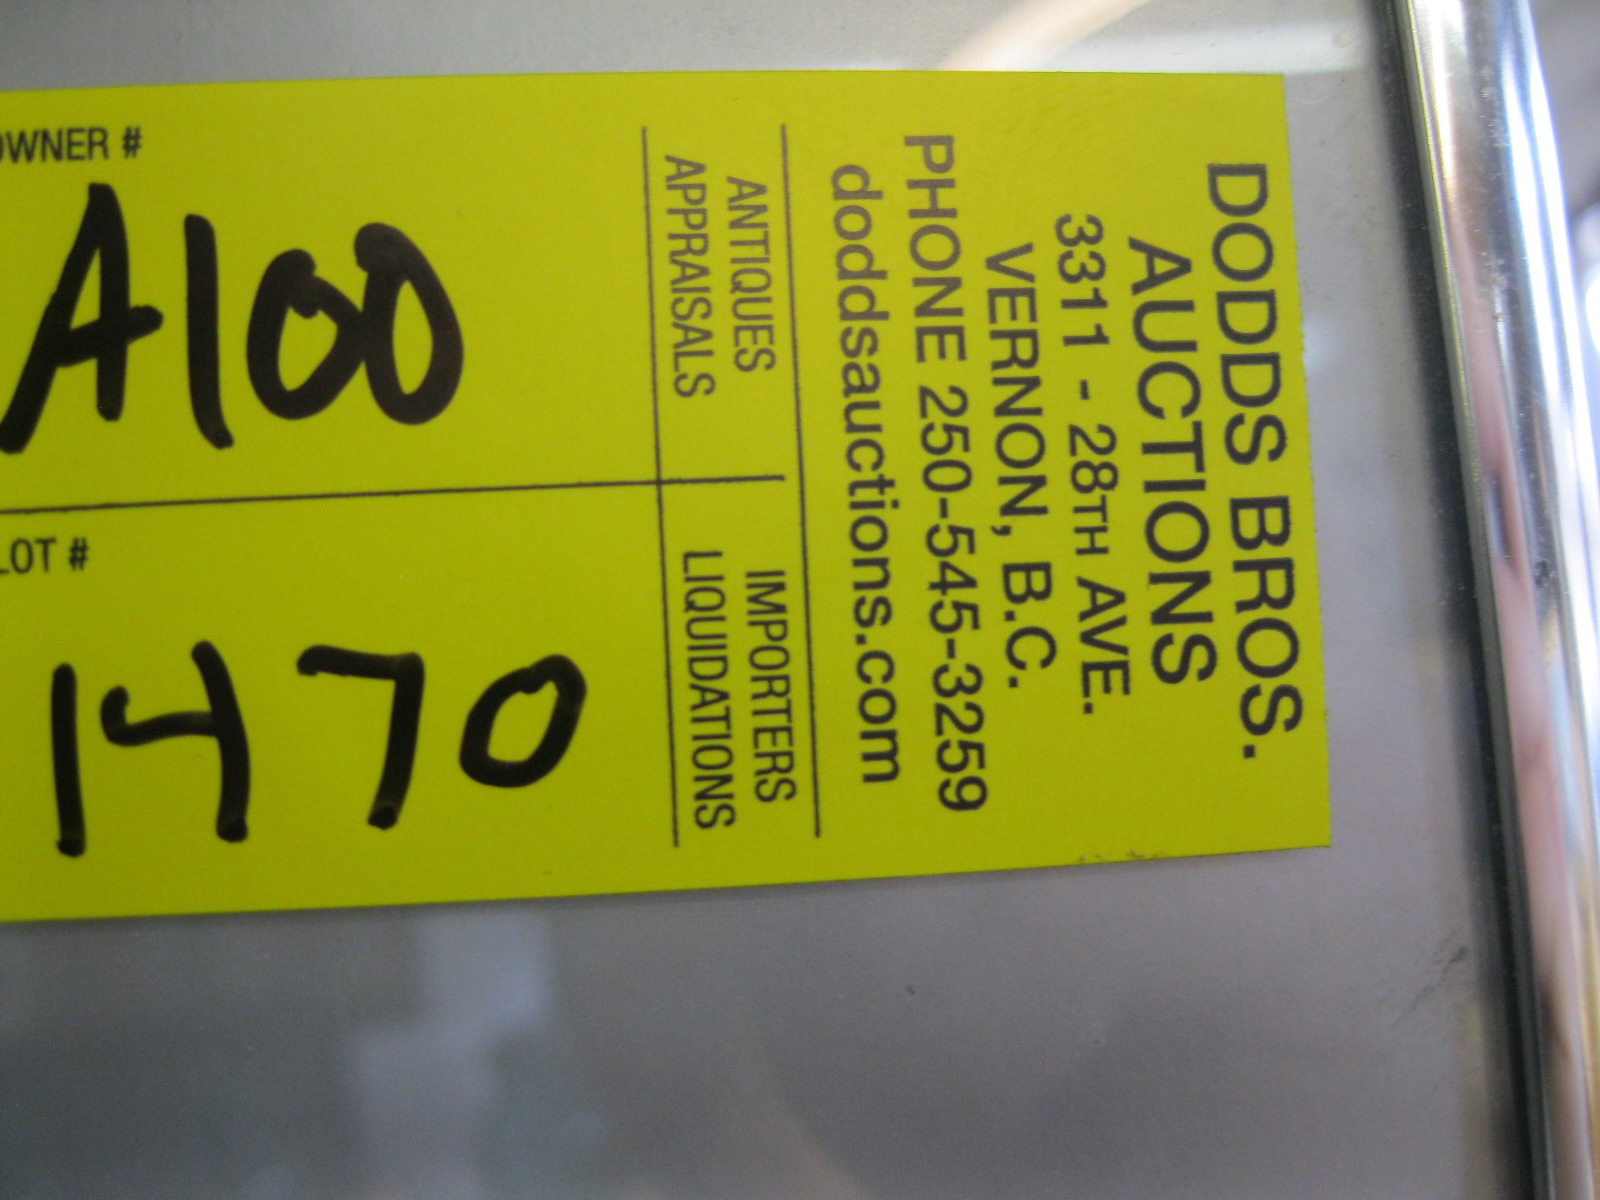 DODDS BROS.
AUCTIONS
3311 - 28TH AVE.
VERNON, B.C.
PHONE 250-545-3259
doddsauctions.com
ANTIQUES IMPORTERS
APPRAISALS LIQUIDATIONS
OWNER #
A100
LOT #
1470